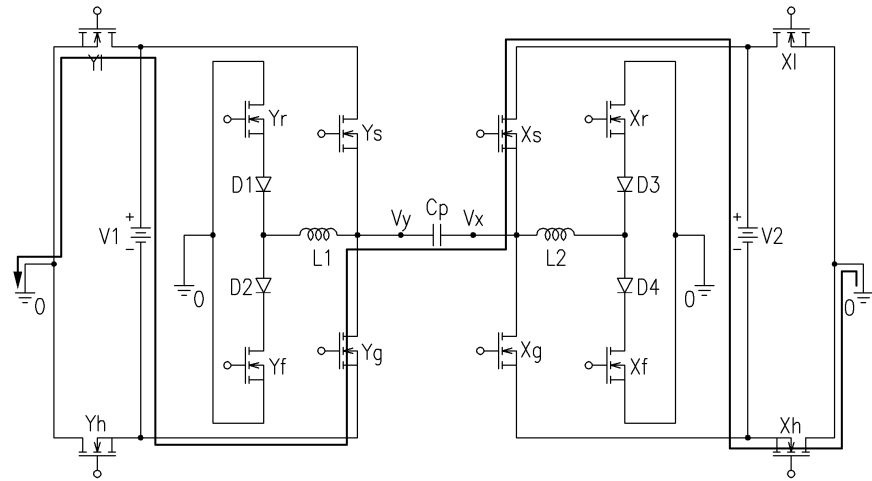 Yl
Xl
Yr
Ys
Xs
Xr
D1
D3
+
V1
-
Vy
Cp
Vx
+
V2
-
L1
L2
0
D2
D4
0
0
0
Yf
Yg
Xg
Xf
Yh
Xh